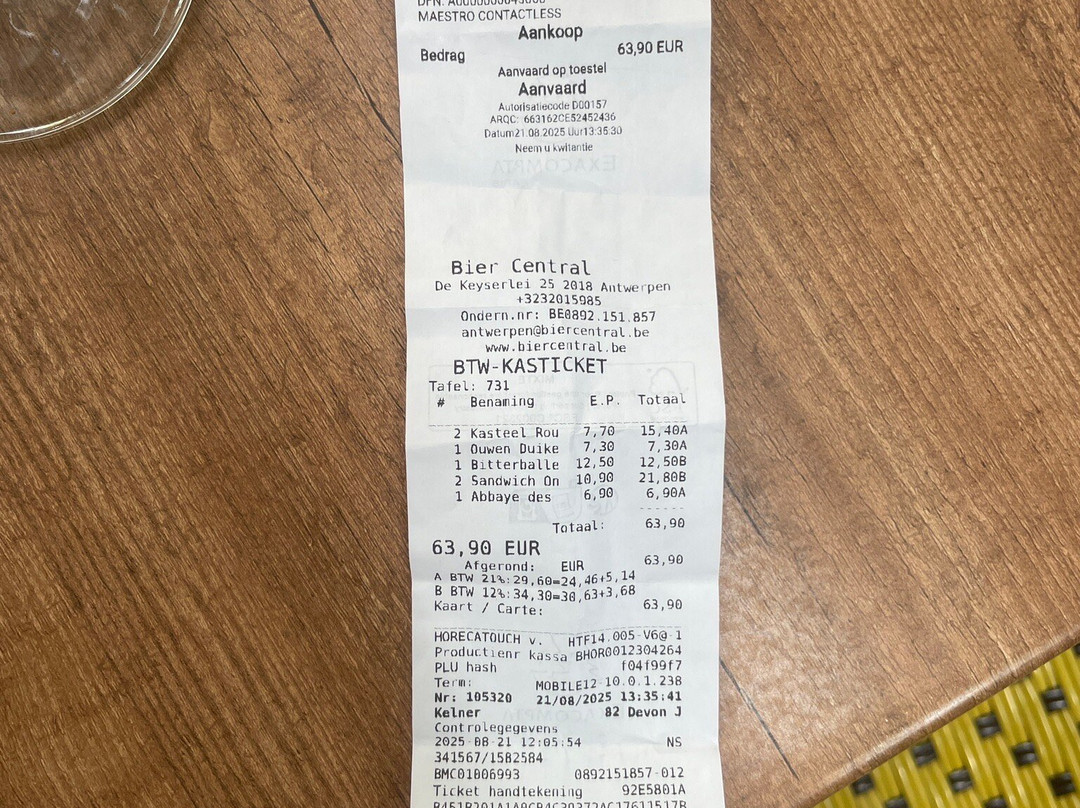 MAESTRO CONTACTLESS
Aankoop
Bedrag 63,90 EUR
Aanvaard op toestel
Aanvaard
Autorisatiecode D00157
ARQC: 663162CE52452436
Datum21.08.2025 Uur13:35:30
Neem u kwitantie
Bier Central
De Keyserlei 25 2018 Antwerpen
+3232015985
Ondern.nr: BE0892.151.857
antwerpen@biercentral.be
www.biercentral.be
BTW-KASTICKET
Tafel: 731
# Benaming E.P. Totaal
2 Kasteel Rou 7,70 15,40A
1 Ouwen Duike 7,30 7,30A
1 Bitterballe 12,50 12,50B
2 Sandwich On 10,90 21,80B
1 Abbaye des 6,90 6,90A
------
Totaal: 63,90
63,90 EUR
Afgerond: EUR 63,90
A BTW 21%:29,60=24,46+5,14
B BTW 12%:34,30=30,63+3,68
Kaart / Carte: 63,90
HORECATOUCH v. HTF14.005-V6@-1
Productienr kassa BHOR0012304264
PLU hash f04f99f7
Term: MOBILE12-10.0.1.238
Nr: 105320 21/08/2025 13:35:41
Kelner 82 Devon J
Controlegegevens
2025-08-21 12:05:54 NS
341567/1582584
BMC01006993 0892151857-012
Ticket handtekening 92E5801A